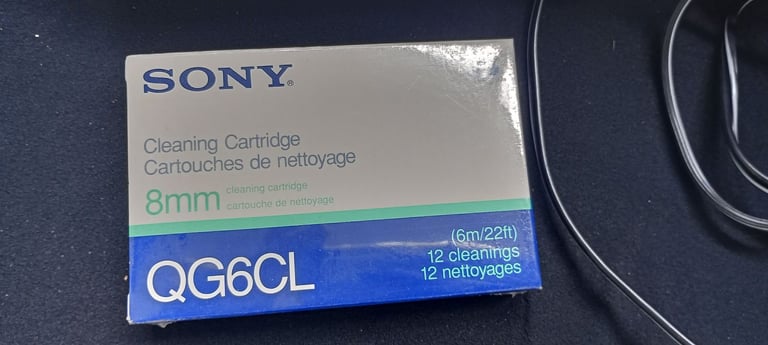 SONY®
Cleaning Cartridge
Cartouches de nettoyage
8mm cleaning cartridge
cartouche de nettoyage
(6m/22ft)
QG6CL 12 cleanings
12 nettoyages